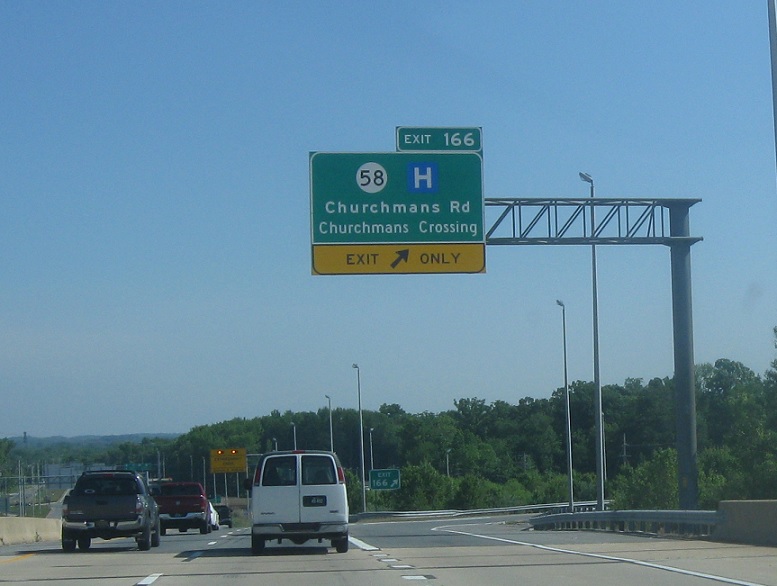 EXIT 166
58 H
Churchmans Rd
Churchmans Crossing
EXIT ONLY
EXIT
166